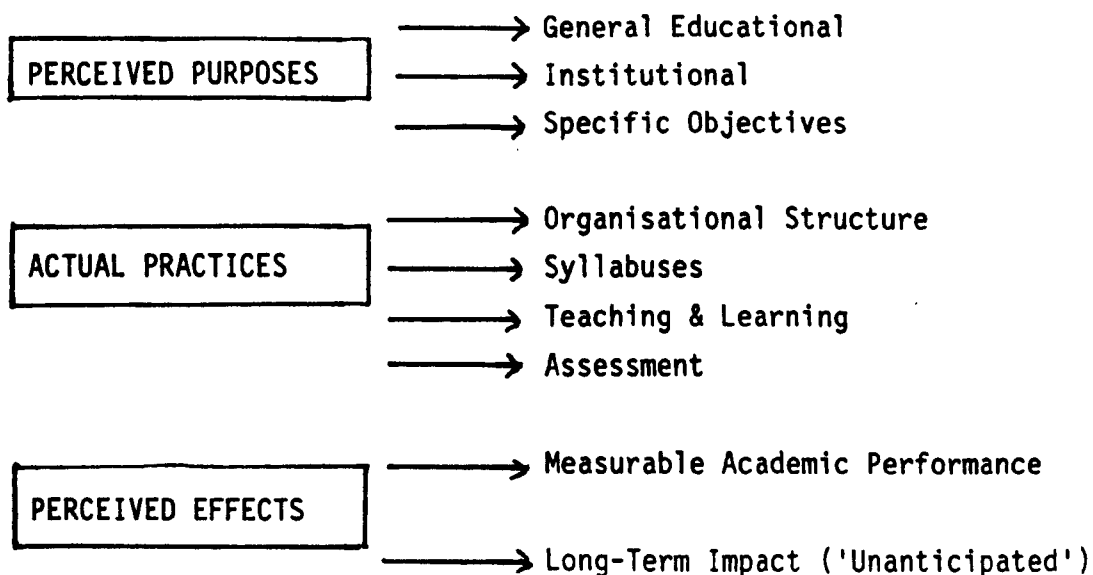 General Educational
PERCEIVED PURPOSES
Institutional
Specific Objectives
Organisational Structure
ACTUAL PRACTICES
Syllabuses
Teaching & Learning
Assessment
Measurable Academic Performance
PERCEIVED EFFECTS
Long-Term Impact ('Unanticipated')